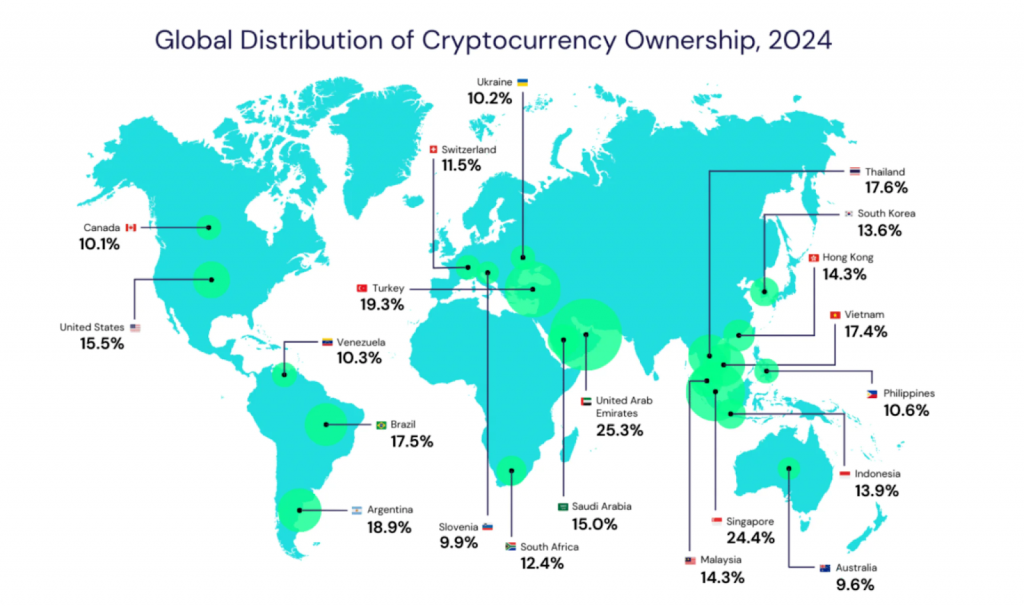 Global Distribution of Cryptocurrency Ownership, 2024
Ukraine
10.2%
Switzerland
11.5%
Thailand
17.6%
South Korea
13.6%
Canada
10.1%
Hong Kong
14.3%
Turkey
19.3%
United States
15.5%
Vietnam
17.4%
Venezuela
10.3%
Philippines
10.6%
United Arab
Emirates
25.3%
Brazil
17.5%
Indonesia
13.9%
Argentina
18.9%
Saudi Arabia
15.0%
Slovenia
9.9%
Singapore
24.4%
South Africa
12.4%
Malaysia
14.3%
Australia
9.6%